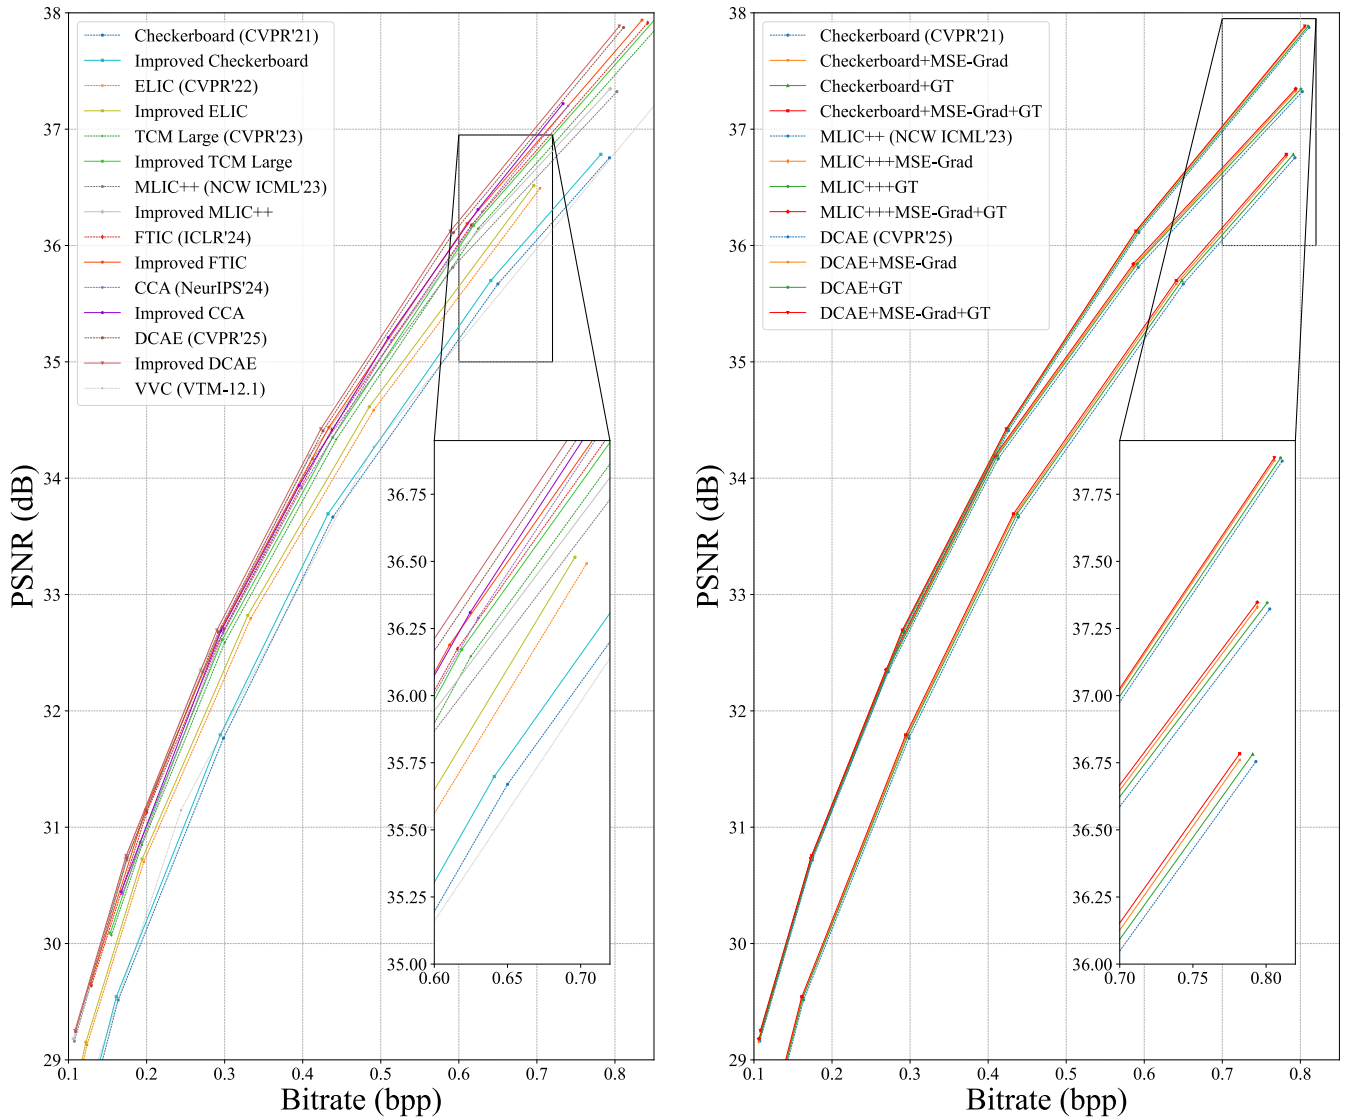 Checkerboard (CVPR'21)
Improved Checkerboard
ELIC (CVPR'22)
Improved ELIC
TCM Large (CVPR'23)
Improved TCM Large
MLIC++ (NCW ICML'23)
Improved MLIC++
FTIC (ICLR'24)
Improved FTIC
CCA (NeurIPS'24)
Improved CCA
DCAE (CVPR'25)
Improved DCAE
VVC (VTM-12.1)
38
37
36
35
34
33
32
31
30
29
PSNR (dB)
36.75
36.50
36.25
36.00
35.75
35.50
35.25
35.00
0.60
0.65
0.70
0.1
0.2
0.3
0.4
0.5
0.6
0.7
0.8
Bitrate (bpp)
Checkerboard (CVPR'21)
Checkerboard+MSE-Grad
Checkerboard+GT
Checkerboard+MSE-Grad+GT
MLIC++ (NCW ICML'23)
MLIC+++MSE-Grad
MLIC+++GT
MLIC+++MSE-Grad+GT
DCAE (CVPR'25)
DCAE+MSE-Grad
DCAE+GT
DCAE+MSE-Grad+GT
38
37
36
35
34
33
32
31
30
29
PSNR (dB)
37.75
37.50
37.25
37.00
36.75
36.50
36.25
36.00
0.70
0.75
0.80
0.1
0.2
0.3
0.4
0.5
0.6
0.7
0.8
Bitrate (bpp)